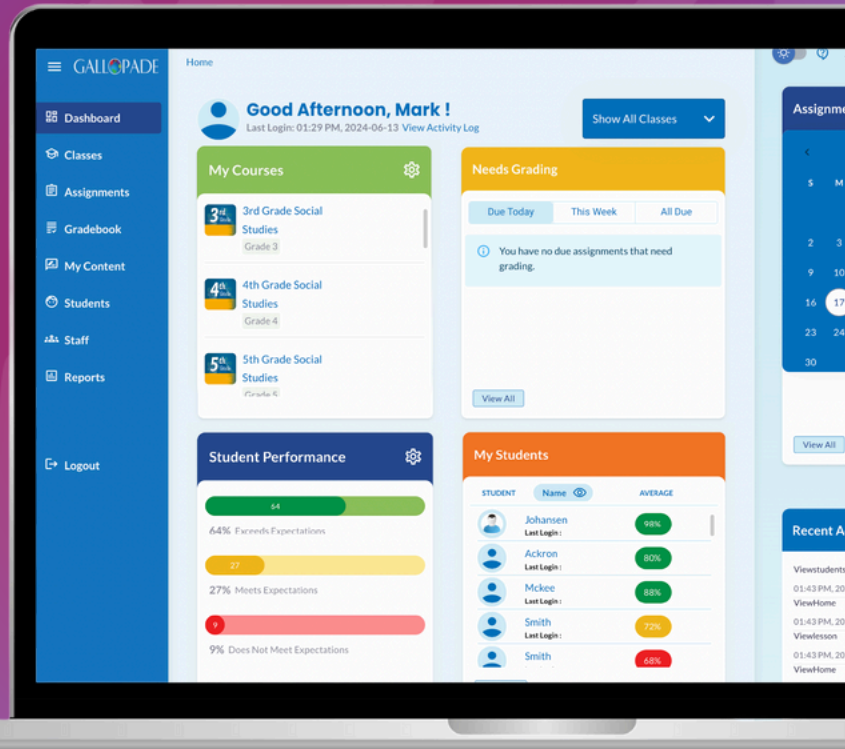 GALLOPADE
Home
Dashboard
Classes
Assignments
Gradebook
My Content
Students
Staff
Reports
Logout
Good Afternoon, Mark !
Last Login: 01:29 PM, 2024-06-13 View Activity Log
Show All Classes
My Courses
3rd
3rd Grade Social
Studies
Grade 3
4th
4th Grade Social
Studies
Grade 4
5th
5th Grade Social
Studies
Grade 5
Needs Grading
Due Today This Week All Due
You have no due assignments that need
grading.
View All
Student Performance
64
64% Exceeds Expectations
27
27% Meets Expectations
9
9% Does Not Meet Expectations
My Students
STUDENT Name AVERAGE
Johansen
Last Login :
98%
Ackron
Last Login :
80%
Mckee
Last Login :
88%
Smith
Last Login :
72%
Smith
68%
Assignme
<
S M
2 3
9 10
16 17
23 24
30
View All
Recent A
Viewstudents
01:43 PM, 20
ViewHome
01:43 PM, 20
Viewlesson
01:43 PM, 20
ViewHome